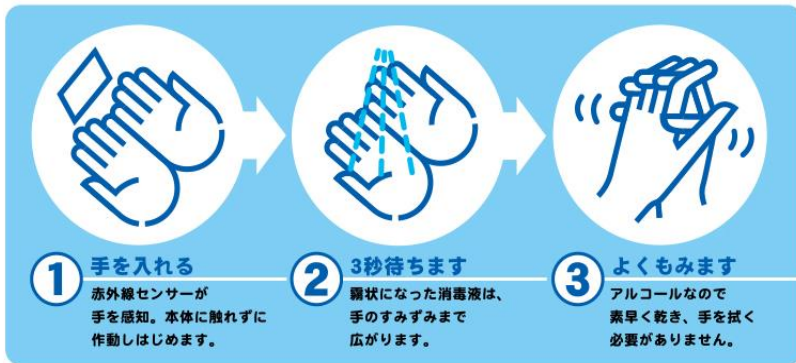 1 手を入れる
赤外線センサーが
手を感知。本体に触れずに
作動しはじめます。
2 3秒待ちます
霧状になった消毒液は、
手のすみずみまで
広がります。
3 よくもみます
アルコールなので
素早く乾き、手を拭く
必要がありません。